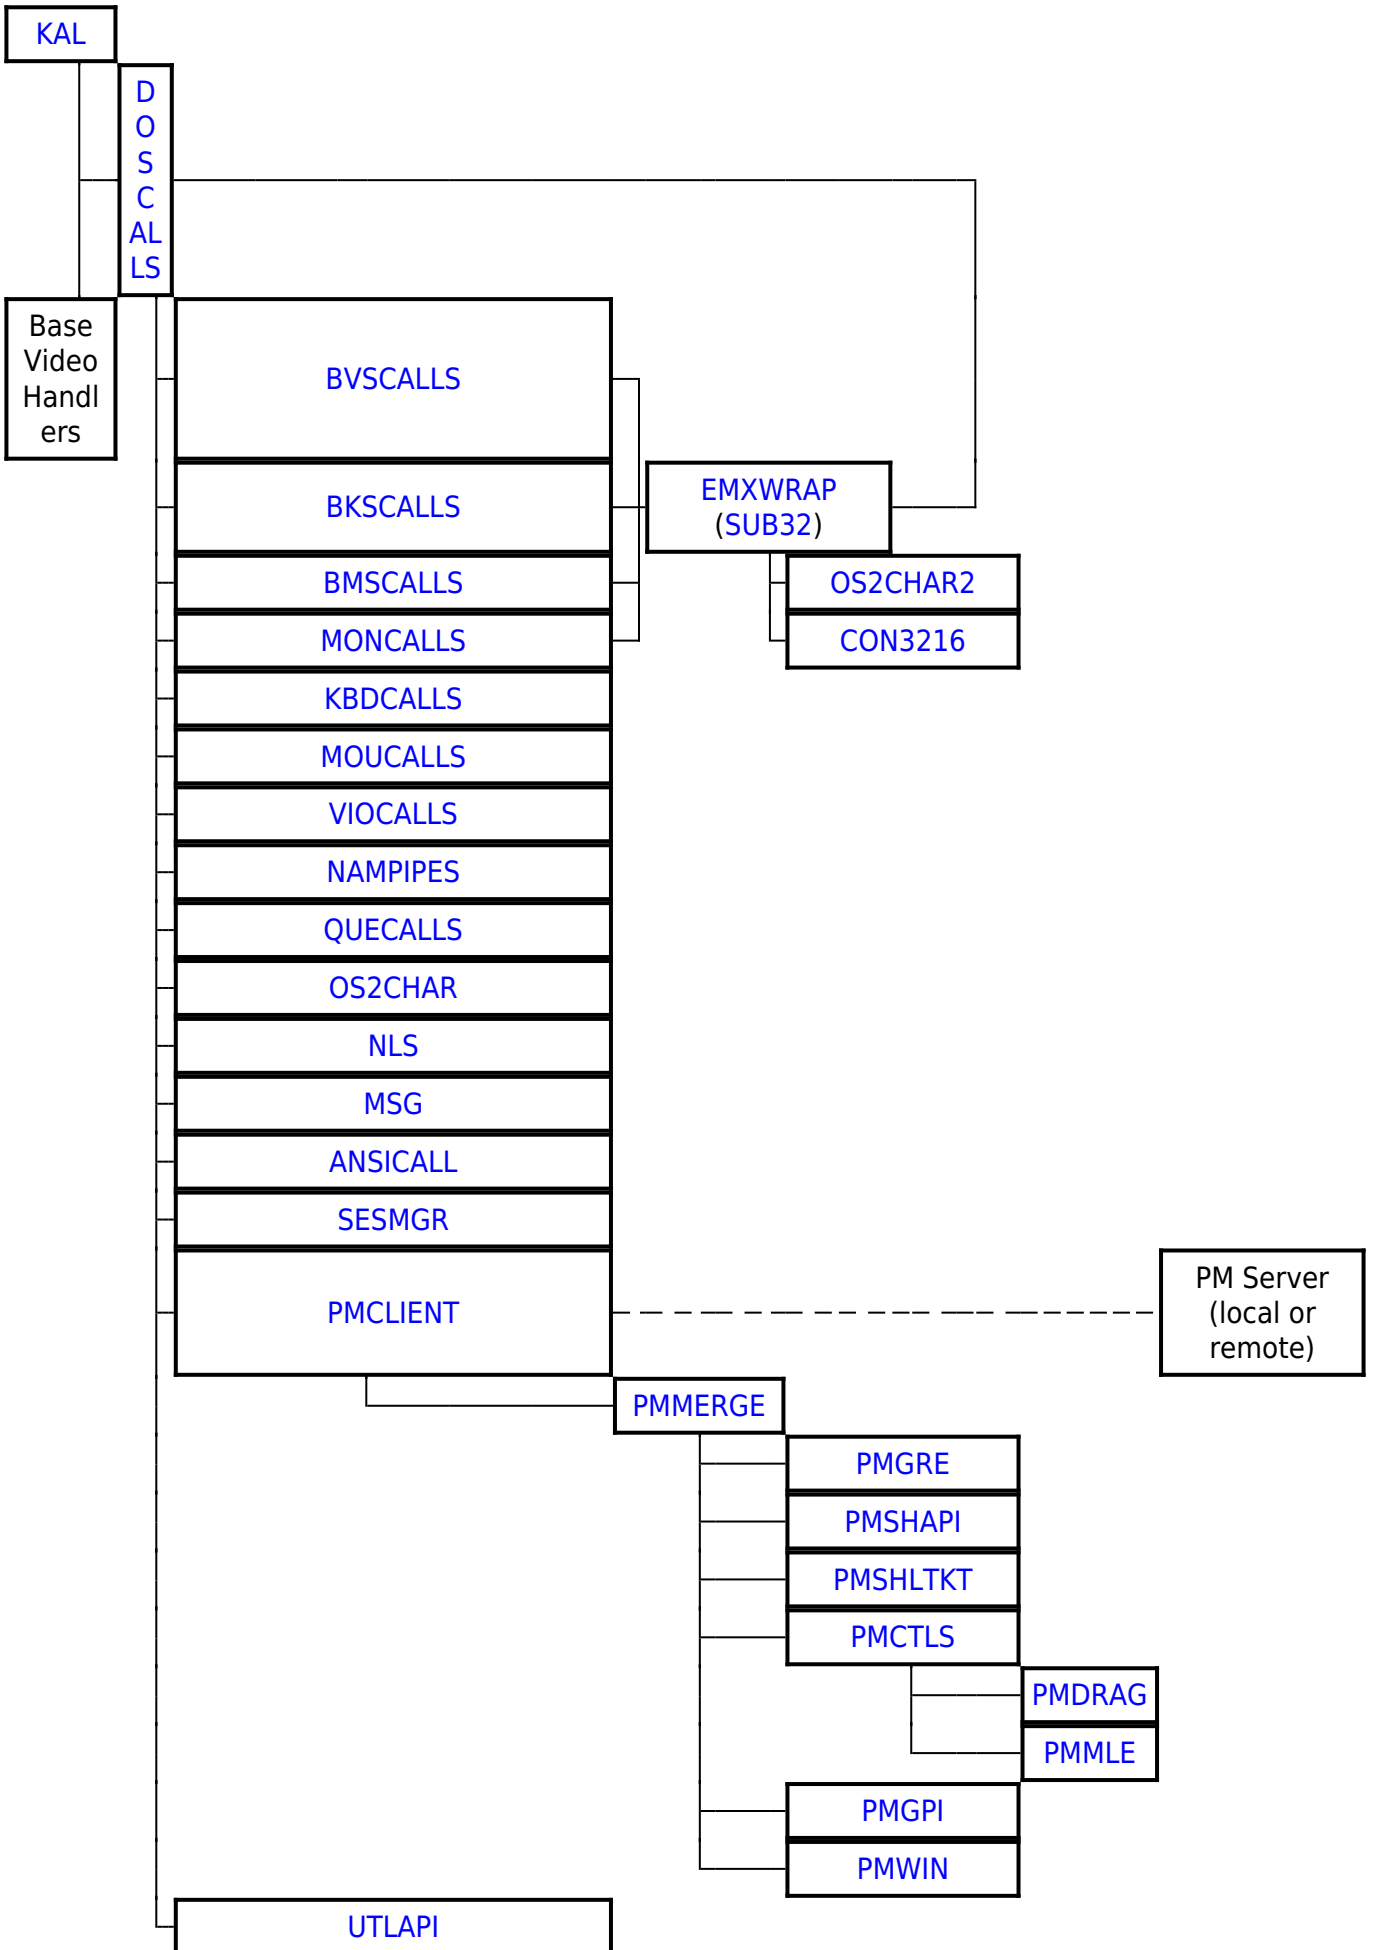 KAL
D
O
S
C
AL
LS
Base
Video
Handl
ers
BVSCALLS
BKSCALLS
EMXWRAP
(SUB32)
BMSCALLS
OS2CHAR2
MONCALLS
CON3216
KBDCALLS
MOUCALLS
VIOCALLS
NAMPIPES
QUECALLS
OS2CHAR
NLS
MSG
ANSICALL
SESMGR
PMCLIENT
PM Server
(local or
remote)
PMMERGE
PMGRE
PMSHAPI
PMSHLTKT
PMCTLS
PMDRAG
PMMLE
PMGPI
PMWIN
UTLAPI